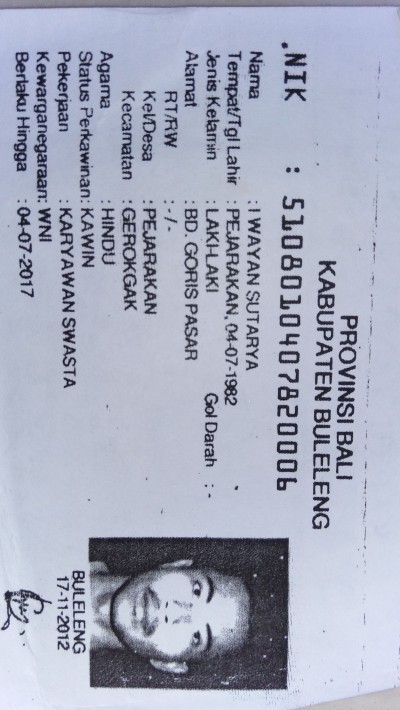 PROVINSI BALI
KABUPATEN BULELENG
NIK : 5108010407820006
Nama : I WAYAN SUTARYA
Tempat/Tgl Lahir : PEJARAKAN, 04-07-1982
Jenis Kelamin : LAKI-LAKI Gol Darah : -
Alamat : BD. GORIS PASAR
RT/RW : -/-
Kel/Desa : PEJARAKAN
Kecamatan : GEROKGAK
Agama : HINDU
Status Perkawinan: KAWIN
Pekerjaan : KARYAWAN SWASTA
Kewarganegaraan: WNI
Berlaku Hingga : 04-07-2017
BULELENG
17-11-2012